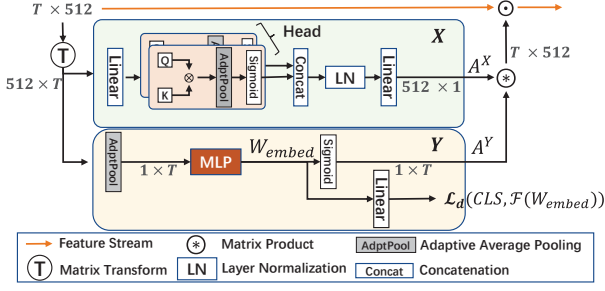 T × 512
T
512 × T
Linear
Q
K
⊗
AdptPool
Sigmoid
Head
Concat
LN
Linear
X
512 × 1
A^X
T × 512
AdptPool
1 × T
MLP
W_embed
Sigmoid
Y
1 × T
A^Y
Linear
𝓛_d(CLS, ℱ(W_embed))
Feature Stream
Matrix Product
AdptPool Adaptive Average Pooling
T Matrix Transform
LN Layer Normalization
Concat Concatenation